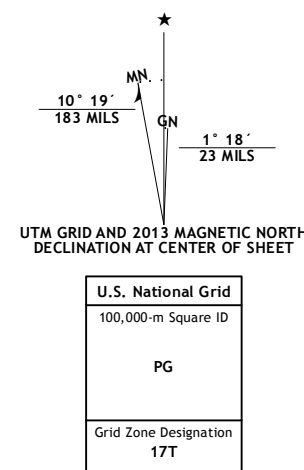 ★
MN
10° 19´
183 MILS
GN
1° 18´
23 MILS
UTM GRID AND 2013 MAGNETIC NORTH
DECLINATION AT CENTER OF SHEET
U.S. National Grid
100,000-m Square ID
PG
Grid Zone Designation
17T